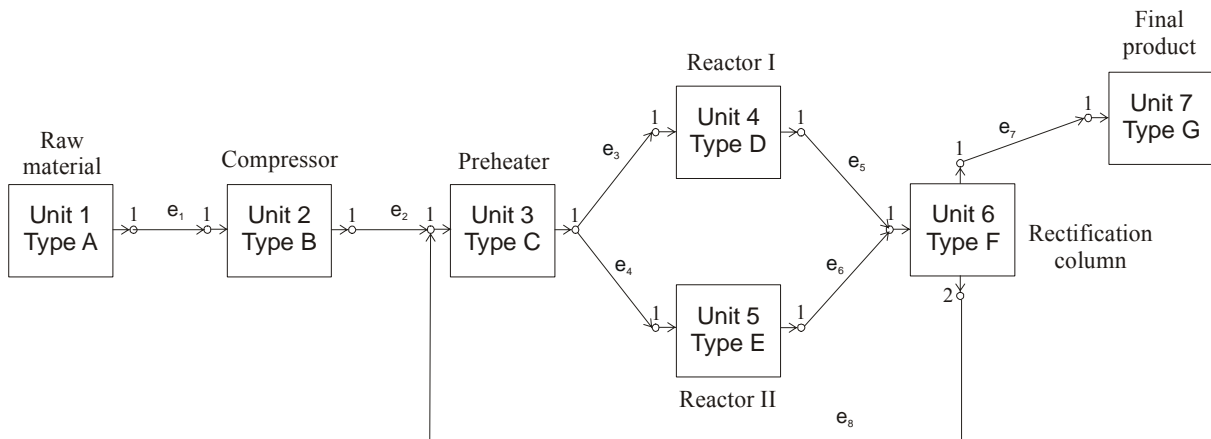 Final
product
Reactor I
1
Unit 4
Type D
1
1
Unit 7
Type G
e₇
Raw
material
Compressor
Preheater
e₃
e₅
1
Unit 1
Type A
1
e₁
1
Unit 2
Type B
1
e₂
1
Unit 3
Type C
1
1
Unit 6
Type F
Rectification
column
e₄
e₆
2
1
Unit 5
Type E
1
Reactor II
e₈